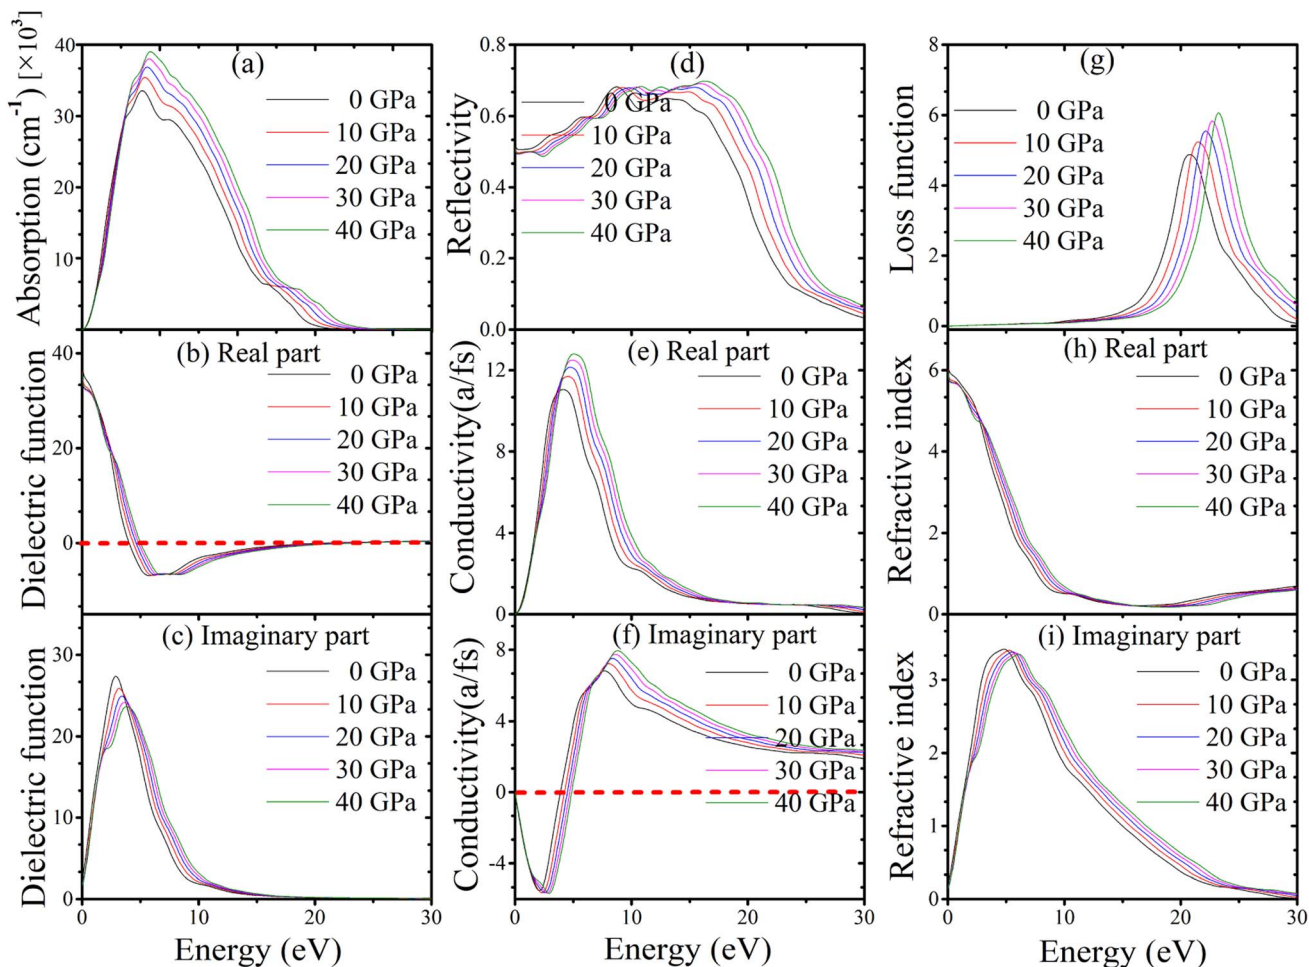 (a)
Absorption (cm⁻¹) [×10³]
40
30
20
10
0 GPa
10 GPa
20 GPa
30 GPa
40 GPa
(b) Real part
Dielectric function
40
20
0
0 GPa
10 GPa
20 GPa
30 GPa
40 GPa
(c) Imaginary part
Dielectric function
30
20
10
0
0 GPa
10 GPa
20 GPa
30 GPa
40 GPa
0 10 20 30
Energy (eV)
(d)
Reflectivity
0.8
0.6
0.4
0.2
0.0
0 GPa
10 GPa
20 GPa
30 GPa
40 GPa
(e) Real part
Conductivity(a/fs)
12
8
4
0
0 GPa
10 GPa
20 GPa
30 GPa
40 GPa
(f) Imaginary part
Conductivity(a/fs)
8
4
0
-4
0 GPa
10 GPa
20 GPa
30 GPa
40 GPa
0 10 20 30
Energy (eV)
(g)
Loss function
8
6
4
2
0
0 GPa
10 GPa
20 GPa
30 GPa
40 GPa
(h) Real part
Refractive index
6
4
2
0
0 GPa
10 GPa
20 GPa
30 GPa
40 GPa
(i) Imaginary part
Refractive index
3
2
1
0
0 GPa
10 GPa
20 GPa
30 GPa
40 GPa
0 10 20 30
Energy (eV)